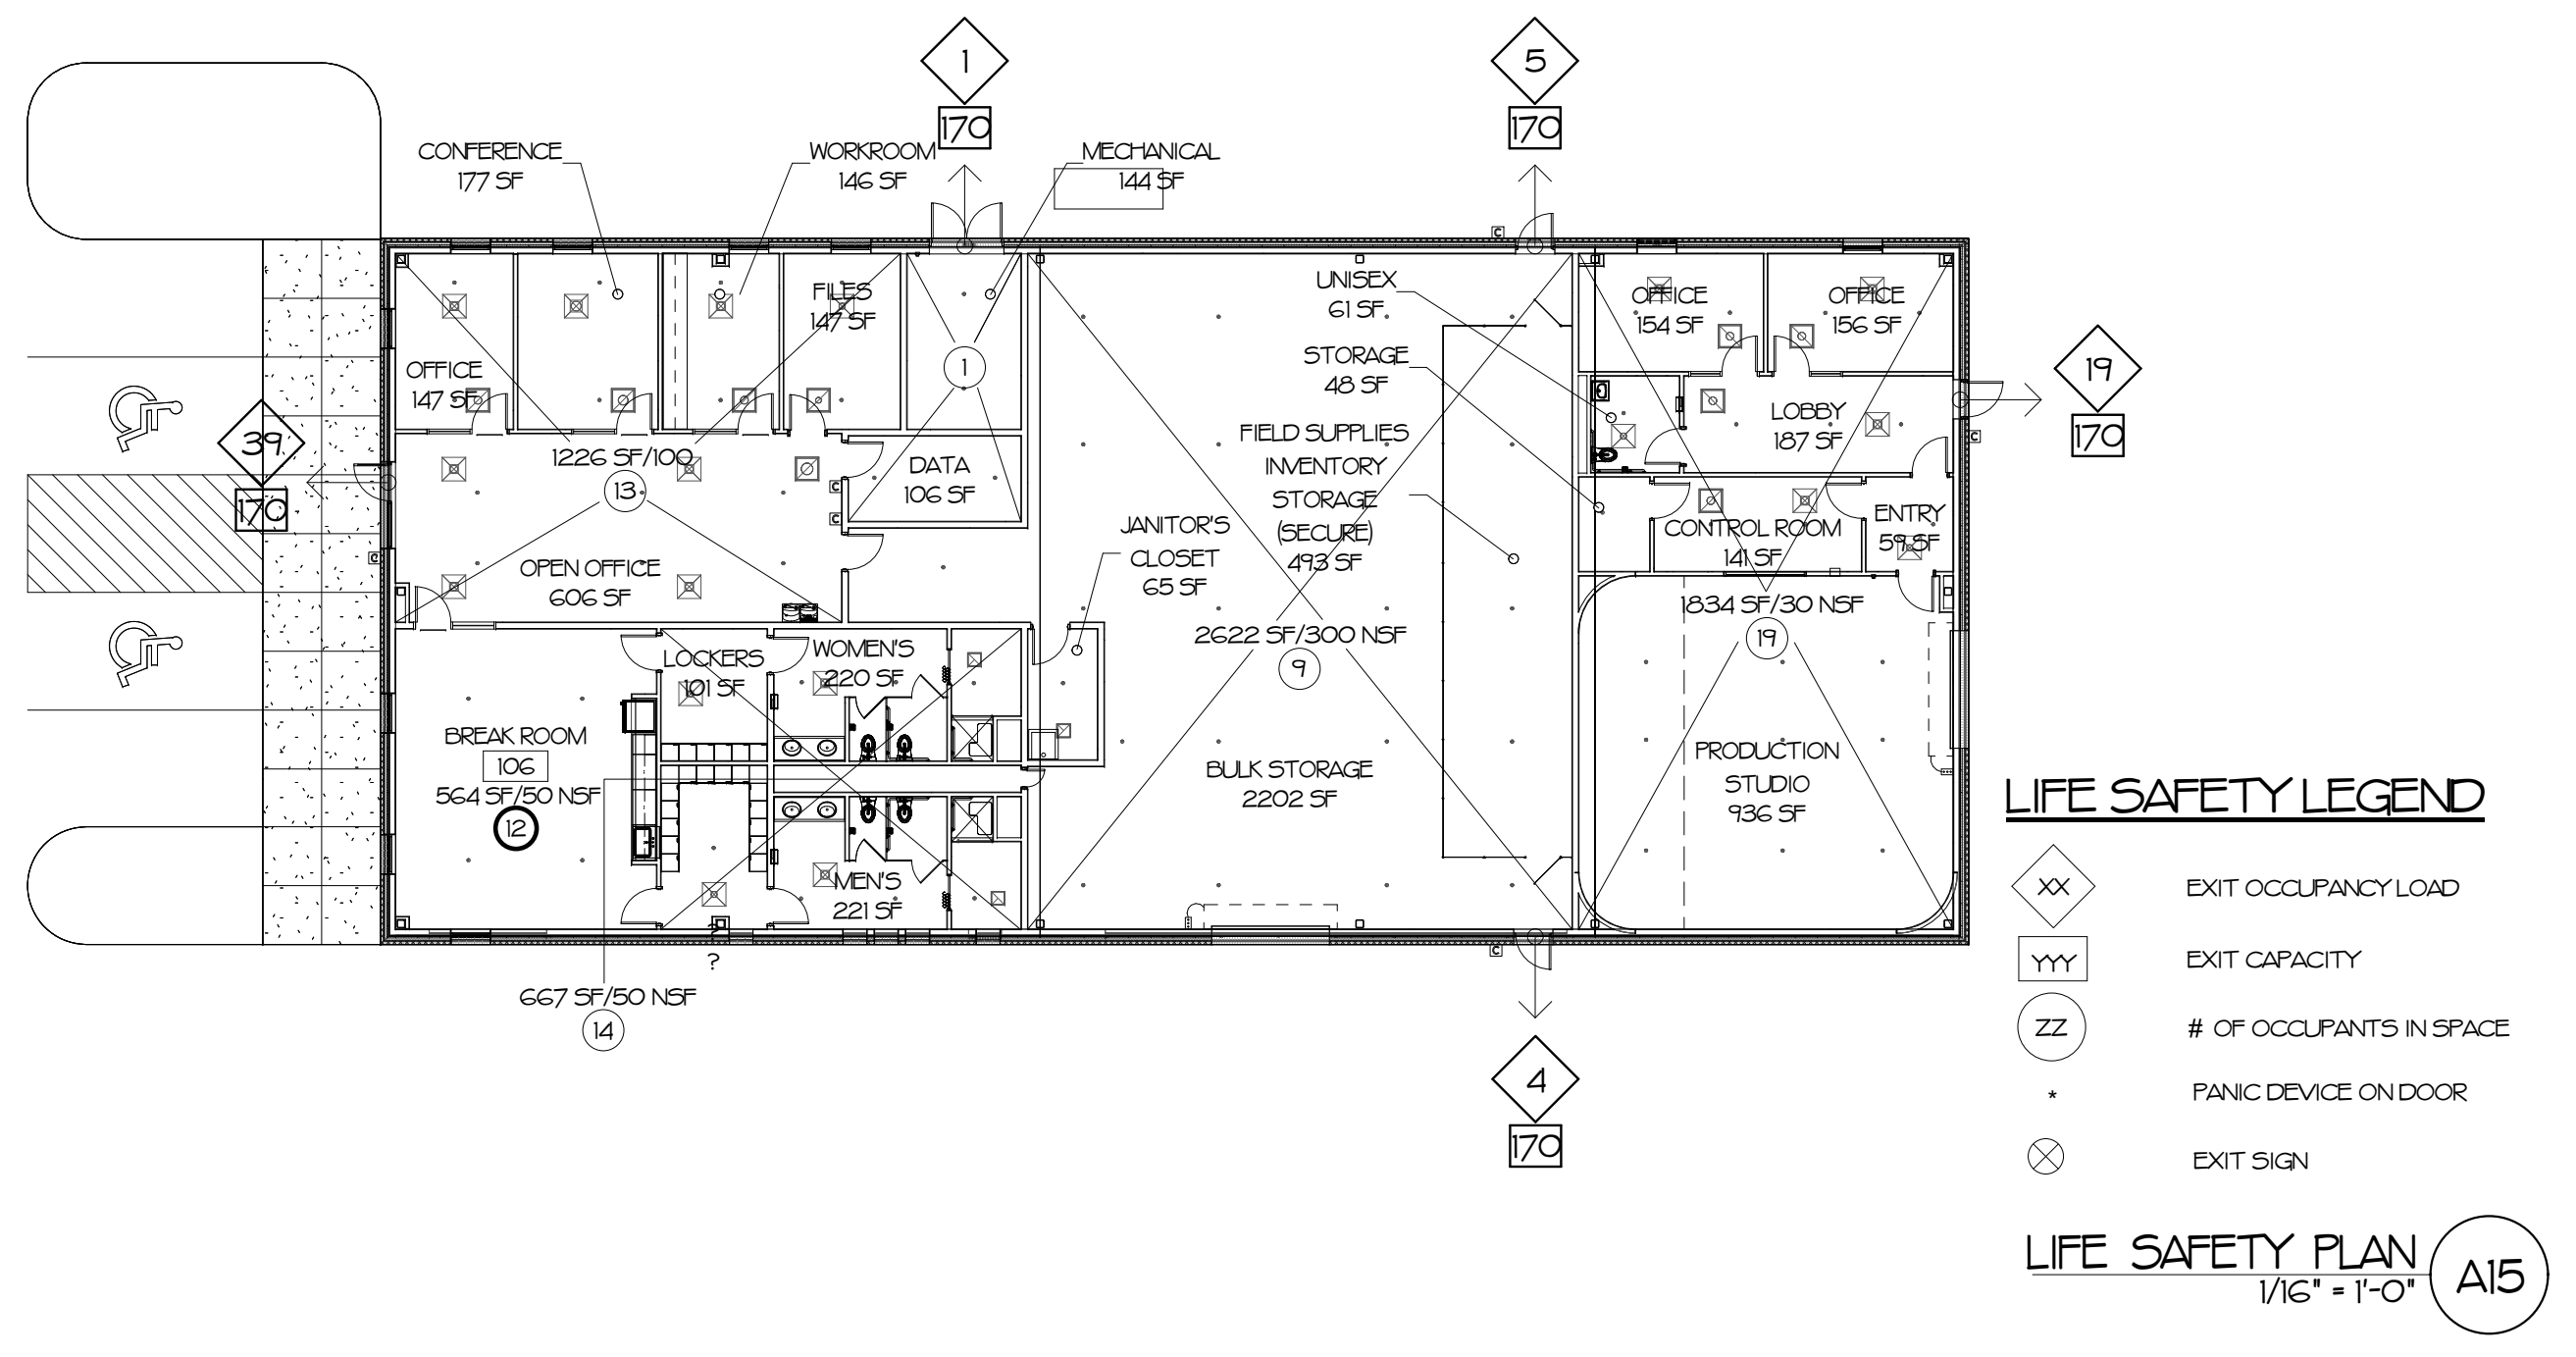 1
170
5
170
CONFERENCE
177 SF
WORKROOM
146 SF
MECHANICAL
144 SF
C
FILES
147 SF
UNISEX
61 SF
OFFICE
154 SF
OFFICE
156 SF
STORAGE
48 SF
1
19
170
OFFICE
147 SF
LOBBY
187 SF
C
39
170
1226 SF/100
13
DATA
106 SF
C
C
FIELD SUPPLIES
INVENTORY
STORAGE
(SECURE)
493 SF
JANITOR'S
CLOSET
65 SF
CONTROL ROOM
141 SF
ENTRY
59 SF
C
OPEN OFFICE
606 SF
1834 SF/30 NSF
19
2622 SF/300 NSF
9
LOCKERS
101 SF
WOMEN'S
220 SF
BREAK ROOM
106
564 SF/50 NSF
12
BULK STORAGE
2202 SF
PRODUCTION
STUDIO
936 SF
MEN'S
221 SF
C
?
?
667 SF/50 NSF
14
4
170
LIFE SAFETY LEGEND
XX
EXIT OCCUPANCY LOAD
YYY
EXIT CAPACITY
ZZ
# OF OCCUPANTS IN SPACE
*
PANIC DEVICE ON DOOR
EXIT SIGN
LIFE SAFETY PLAN
1/16" = 1'-0"
A15